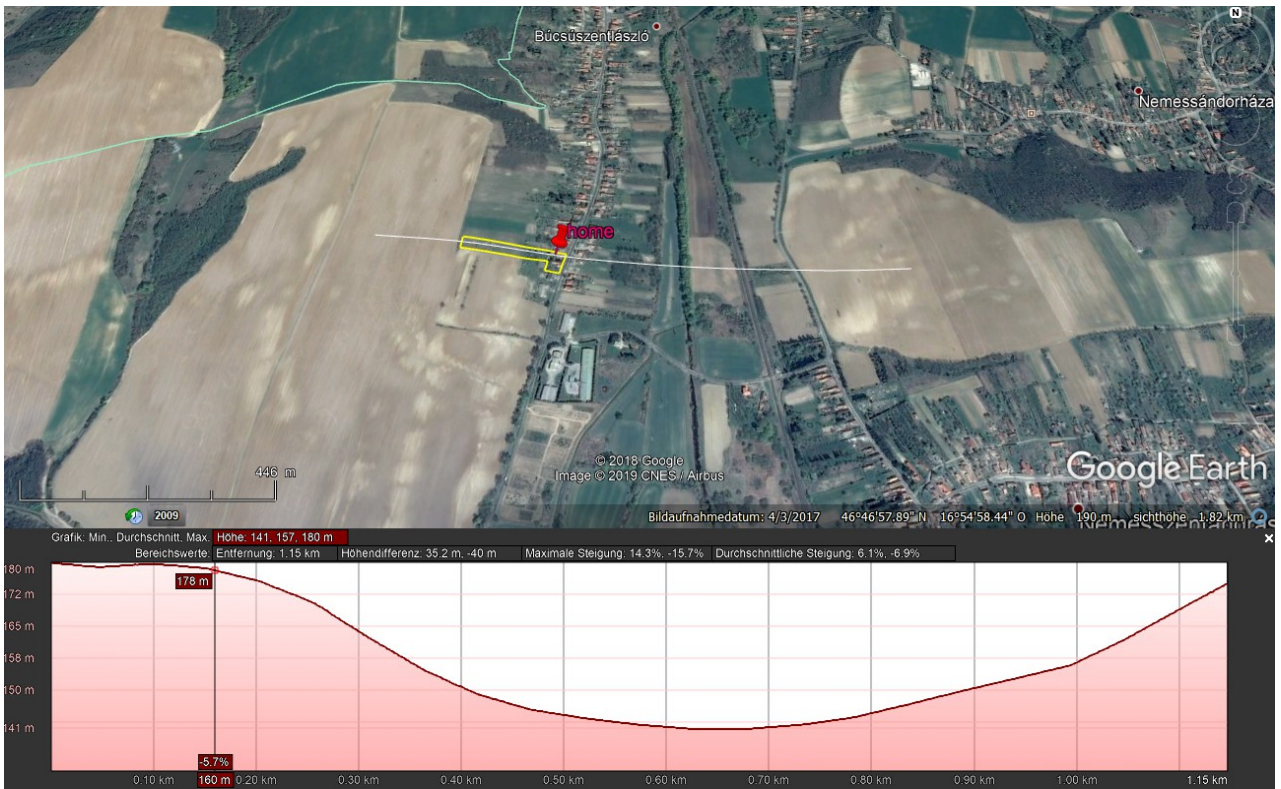 N
Búcsúszentlászló
Nemessándorháza
home
446 m
© 2018 Google
Image © 2019 CNES / Airbus
Google Earth
2009
Bildaufnahmedatum: 4/3/2017 46°46'57.89" N 16°54'58.44" O Höhe 190 m sichthöhe 1.82 km
Grafik: Min., Durchschnitt, Max. Höhe: 141, 157, 180 m
Bereichswerte: Entfernung: 1.15 km Höhendifferenz: 35.2 m, -40 m Maximale Steigung: 14.3%, -15.7% Durchschnittliche Steigung: 6.1%, -6.9%
180 m
178 m
172 m
165 m
158 m
150 m
141 m
-5.7%
0.10 km 160 m 0.20 km 0.30 km 0.40 km 0.50 km 0.60 km 0.70 km 0.80 km 0.90 km 1.00 km 1.15 km